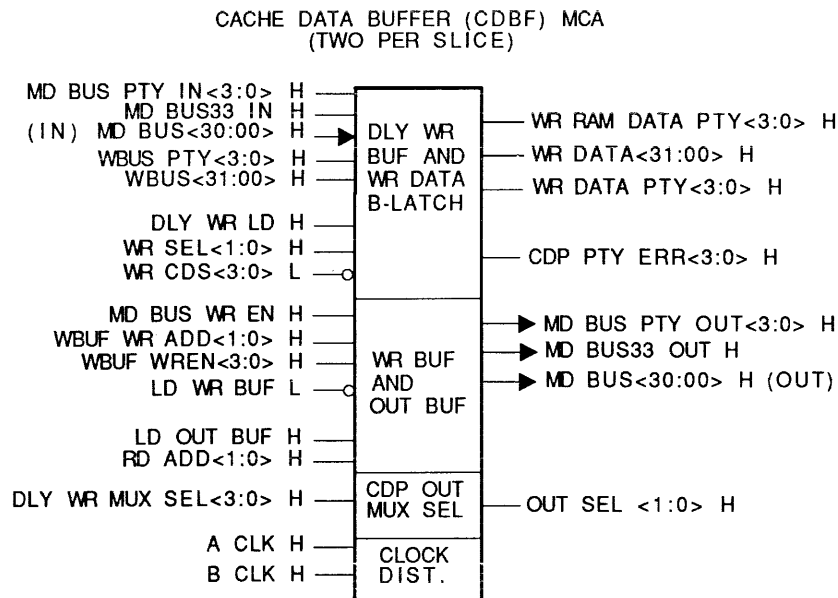 CACHE DATA BUFFER (CDBF) MCA
(TWO PER SLICE)
MD BUS PTY IN<3:0> H
MD BUS33 IN H
(IN) MD BUS<30:00> H
WBUS PTY<3:0> H
WBUS<31:00> H
DLY WR LD H
WR SEL<1:0> H
WR CDS<3:0> L
DLY WR
BUF AND
WR DATA
B-LATCH
WR RAM DATA PTY<3:0> H
WR DATA<31:00> H
WR DATA PTY<3:0> H
CDP PTY ERR<3:0> H
MD BUS WR EN H
WBUF WR ADD<1:0> H
WBUF WREN<3:0> H
LD WR BUF L
LD OUT BUF H
RD ADD<1:0> H
WR BUF
AND
OUT BUF
MD BUS PTY OUT<3:0> H
MD BUS33 OUT H
MD BUS<30:00> H (OUT)
DLY WR MUX SEL<3:0> H
CDP OUT
MUX SEL
OUT SEL <1:0> H
A CLK H
B CLK H
CLOCK
DIST.